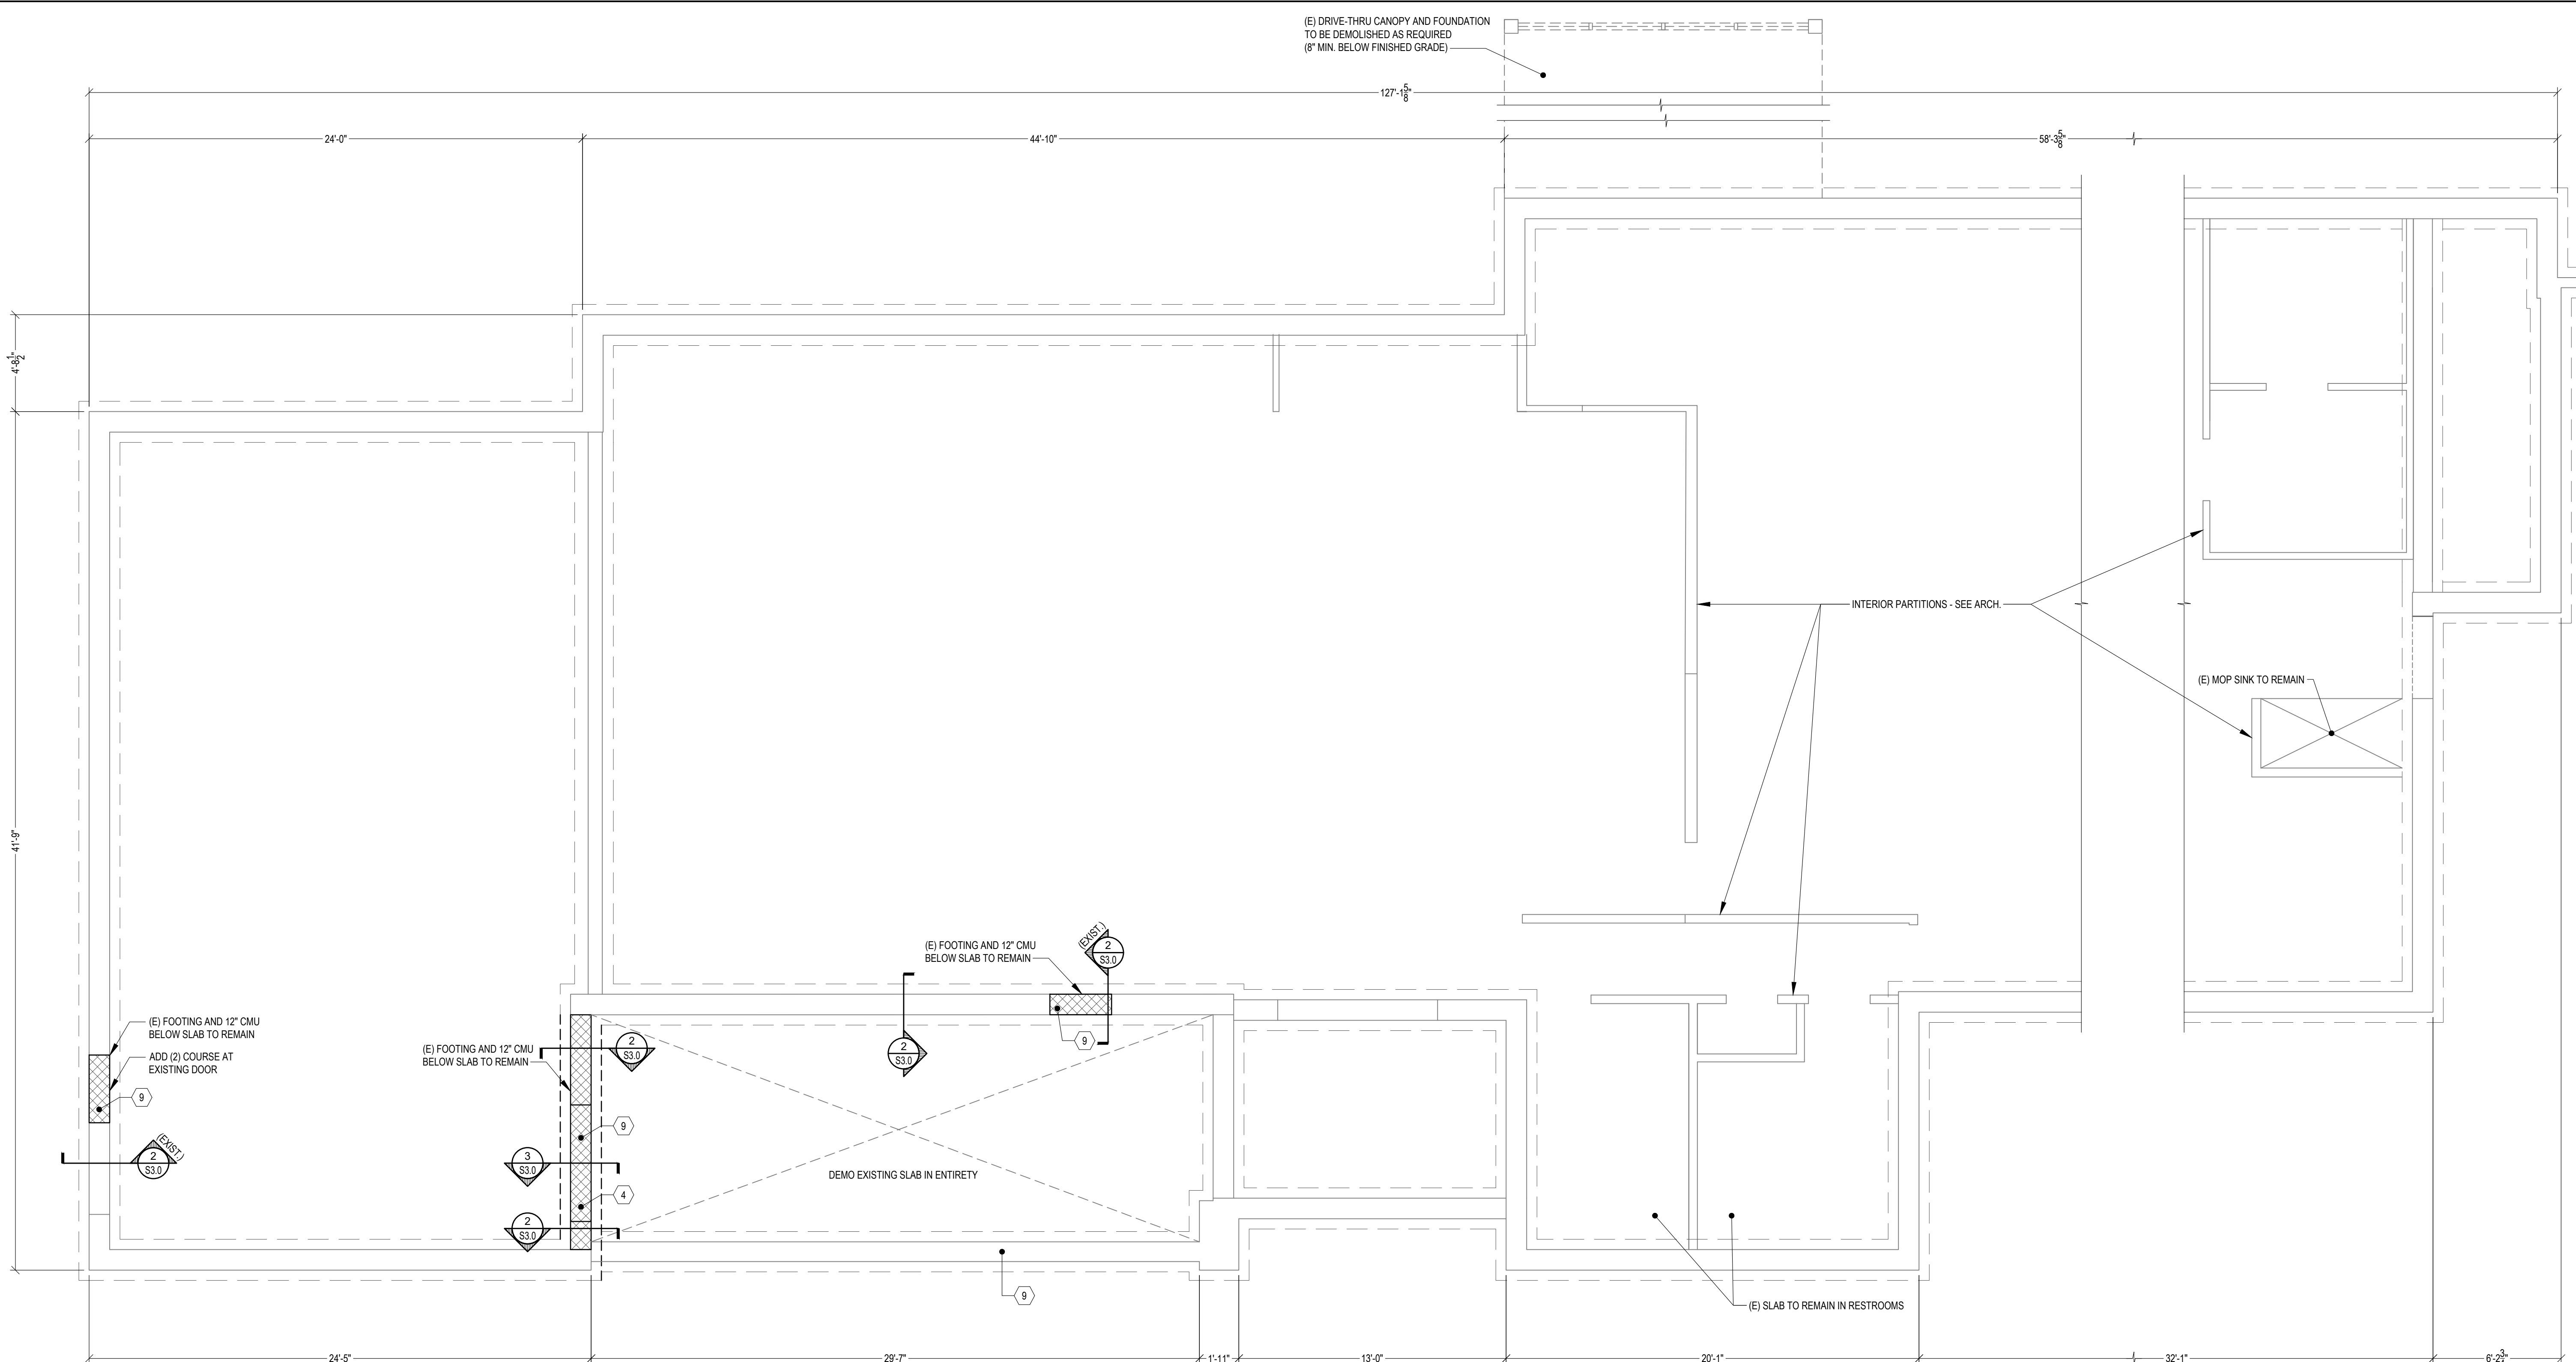 (E) DRIVE-THRU CANOPY AND FOUNDATION
TO BE DEMOLISHED AS REQUIRED
(8" MIN. BELOW FINISHED GRADE)
127'-1 5/8"
24'-0"
44'-10"
58'-3 5/8"
4'-8 1/2"
41'-9"
INTERIOR PARTITIONS - SEE ARCH.
(E) MOP SINK TO REMAIN
(E) FOOTING AND 12" CMU
BELOW SLAB TO REMAIN
(EXIST.)
2
S3.0
9
2
S3.0
(E) FOOTING AND 12" CMU
BELOW SLAB TO REMAIN
ADD (2) COURSE AT
EXISTING DOOR
9
(E) FOOTING AND 12" CMU
BELOW SLAB TO REMAIN
2
S3.0
9
(EXIST.)
2
S3.0
3
S3.0
4
2
S3.0
DEMO EXISTING SLAB IN ENTIRETY
9
(E) SLAB TO REMAIN IN RESTROOMS
24'-5"
29'-7"
1'-11"
13'-0"
20'-1"
32'-1"